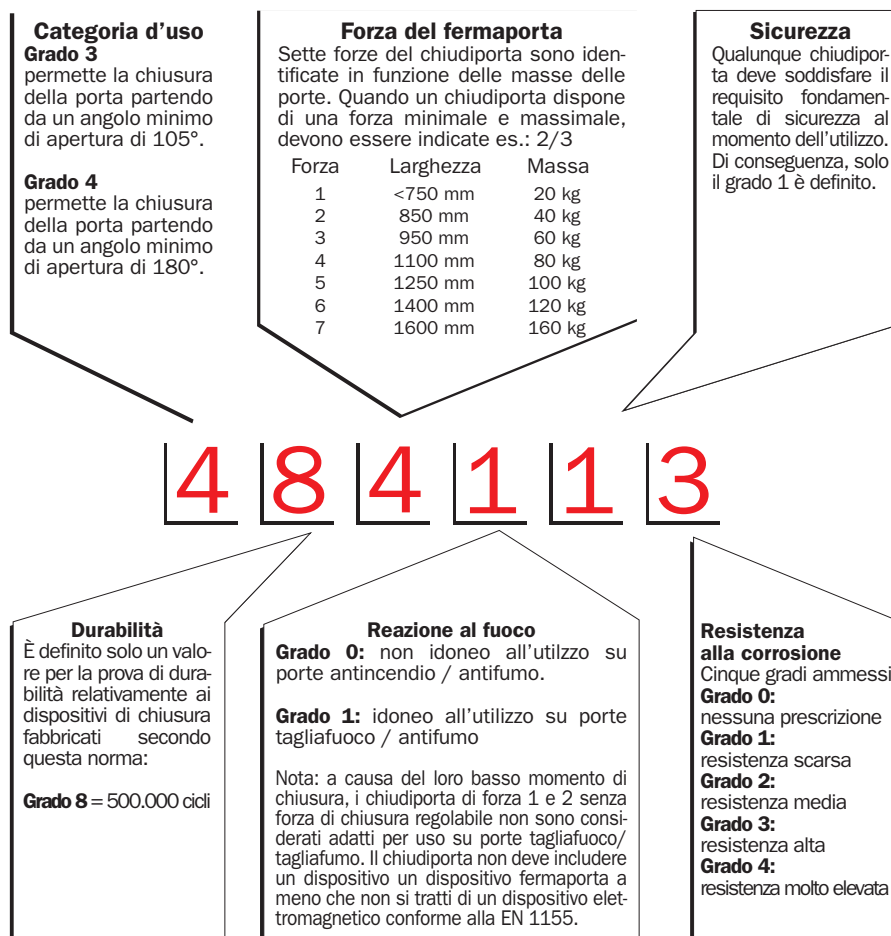 Categoria d'uso
Grado 3
permette la chiusura
della porta partendo
da un angolo minimo
di apertura di 105°.
Grado 4
permette la chiusura
della porta partendo
da un angolo minimo
di apertura di 180°.
Forza del fermaporta
Sette forze del chiudiporta sono iden-
tificate in funzione delle masse delle
porte. Quando un chiudiporta dispone
di una forza minimale e massimale,
devono essere indicate es.: 2/3
Forza Larghezza Massa
1 <750 mm 20 kg
2 850 mm 40 kg
3 950 mm 60 kg
4 1100 mm 80 kg
5 1250 mm 100 kg
6 1400 mm 120 kg
7 1600 mm 160 kg
Sicurezza
Qualunque chiudipor-
ta deve soddisfare il
requisito fondamen-
tale di sicurezza al
momento dell'utilizzo.
Di conseguenza, solo
il grado 1 è definito.
4 8 4 1 1 3
Durabilità
È definito solo un valo-
re per la prova di dura-
bilità relativamente ai
dispositivi di chiusura
fabbricati secondo
questa norma:
Grado 8 = 500.000 cicli
Reazione al fuoco
Grado 0: non idoneo all'utilzzo su
porte antincendio / antifumo.
Grado 1: idoneo all'utilizzo su porte
tagliafuoco / antifumo
Nota: a causa del loro basso momento di
chiusura, i chiudiporta di forza 1 e 2 senza
forza di chiusura regolabile non sono consi-
derati adatti per uso su porte tagliafuoco/
tagliafumo. Il chiudiporta non deve includere
un dispositivo un dispositivo fermaporta a
meno che non si tratti di un dispositivo elet-
tromagnetico conforme alla EN 1155.
Resistenza
alla corrosione
Cinque gradi ammessi
Grado 0:
nessuna prescrizione
Grado 1:
resistenza scarsa
Grado 2:
resistenza media
Grado 3:
resistenza alta
Grado 4:
resistenza molto elevata